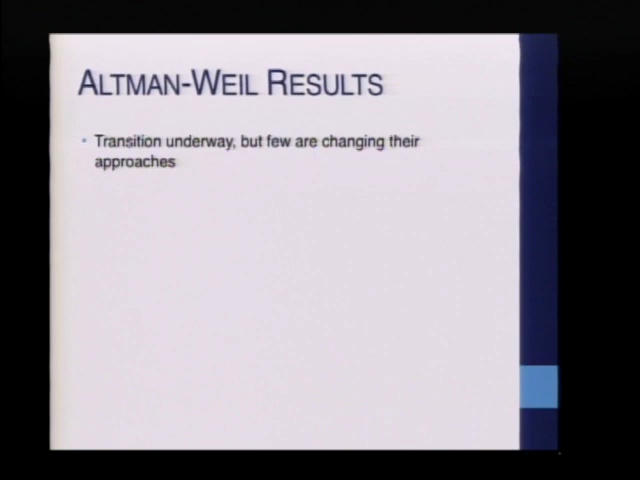 ALTMAN-WEIL RESULTS
• Transition underway, but few are changing their
approaches